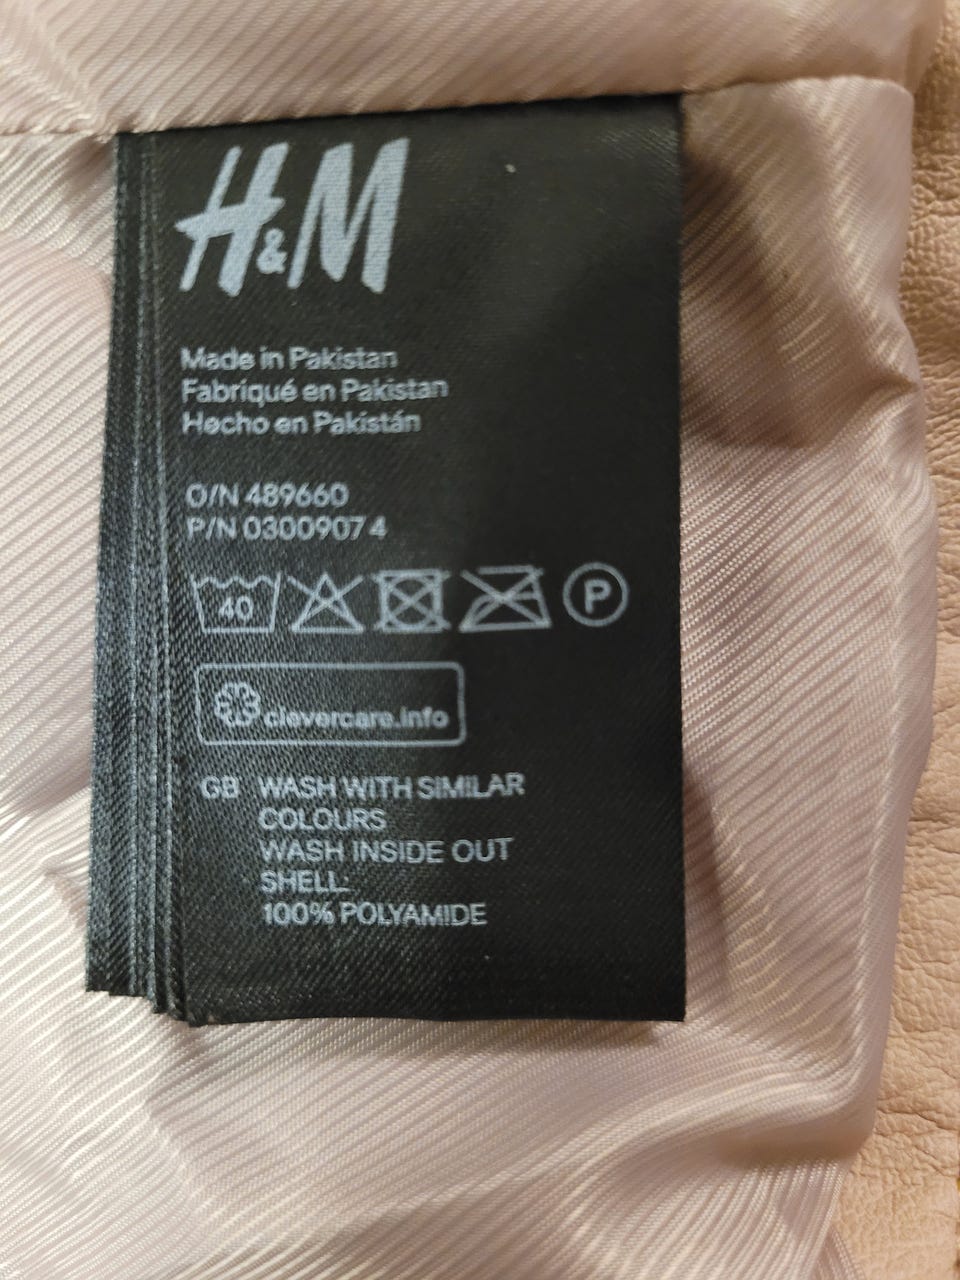 H&M
Made in Pakistan
Fabriqué en Pakistan
Hecho en Pakistán
O/N 489660
P/N 03009074
40 P
clevercare.info
GB WASH WITH SIMILAR
COLOURS
WASH INSIDE OUT
SHELL:
100% POLYAMIDE